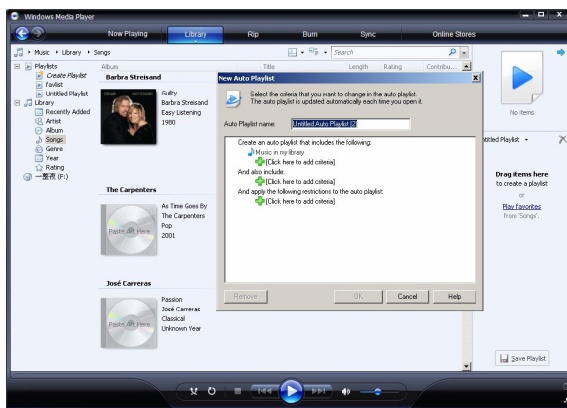 Windows Media Player
Now Playing
Library
Rip
Burn
Sync
Online Stores
Music
Library
Songs
Search
Playlists
Create Playlist
favlist
Untitled Playlist
Library
Recently Added
Artist
Album
Songs
Genre
Year
Rating
(F:)
Album
Title
Length
Rating
Contribu...
Barbra Streisand
Guilty
Barbra Streisand
Easy Listening
1980
The Carpenters
Paste Art Here
As Time Goes By
The Carpenters
Pop
2001
José Carreras
Paste Art Here
Passion
José Carreras
Classical
Unknown Year
New Auto Playlist
Select the criteria that you want to change in the auto playlist.
The auto playlist is updated automatically each time you open it.
Auto Playlist name:
Untitled Auto Playlist (2)
Create an auto playlist that includes the following:
Music in my library
[Click here to add criteria]
And also include:
[Click here to add criteria]
And apply the following restrictions to the auto playlist:
[Click here to add criteria]
Remove
OK
Cancel
Help
No items
ntitled Playlist
Drag items here
to create a playlist
or
Play favorites
from 'Songs'.
Save Playlist